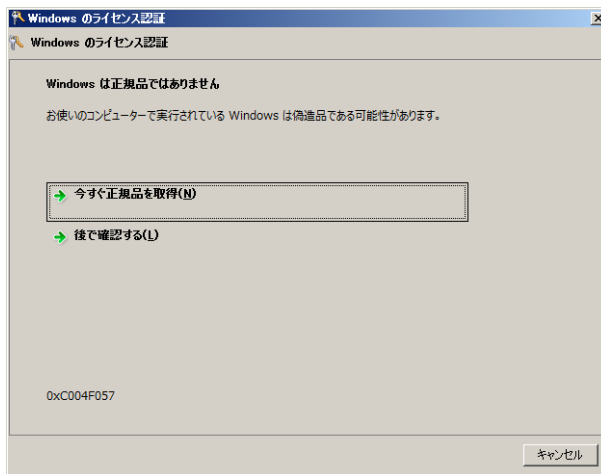 Windows のライセンス認証
Windows のライセンス認証
Windows は正規品ではありません
お使いのコンピューターで実行されている Windows は偽造品である可能性があります。
今すぐ正規品を取得(N)
後で確認する(L)
0xC004F057
キャンセル